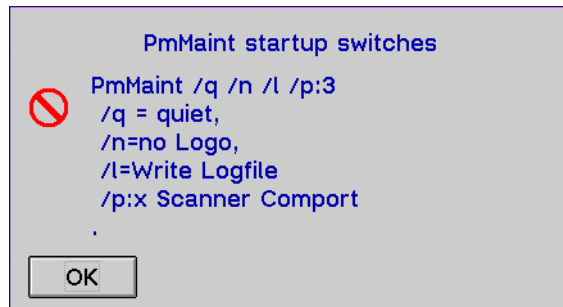 PmMaint startup switches
PmMaint /q /n /l /p:3
/q = quiet,
/n=no Logo,
/l=Write Logfile
/p:x Scanner Comport
.
OK